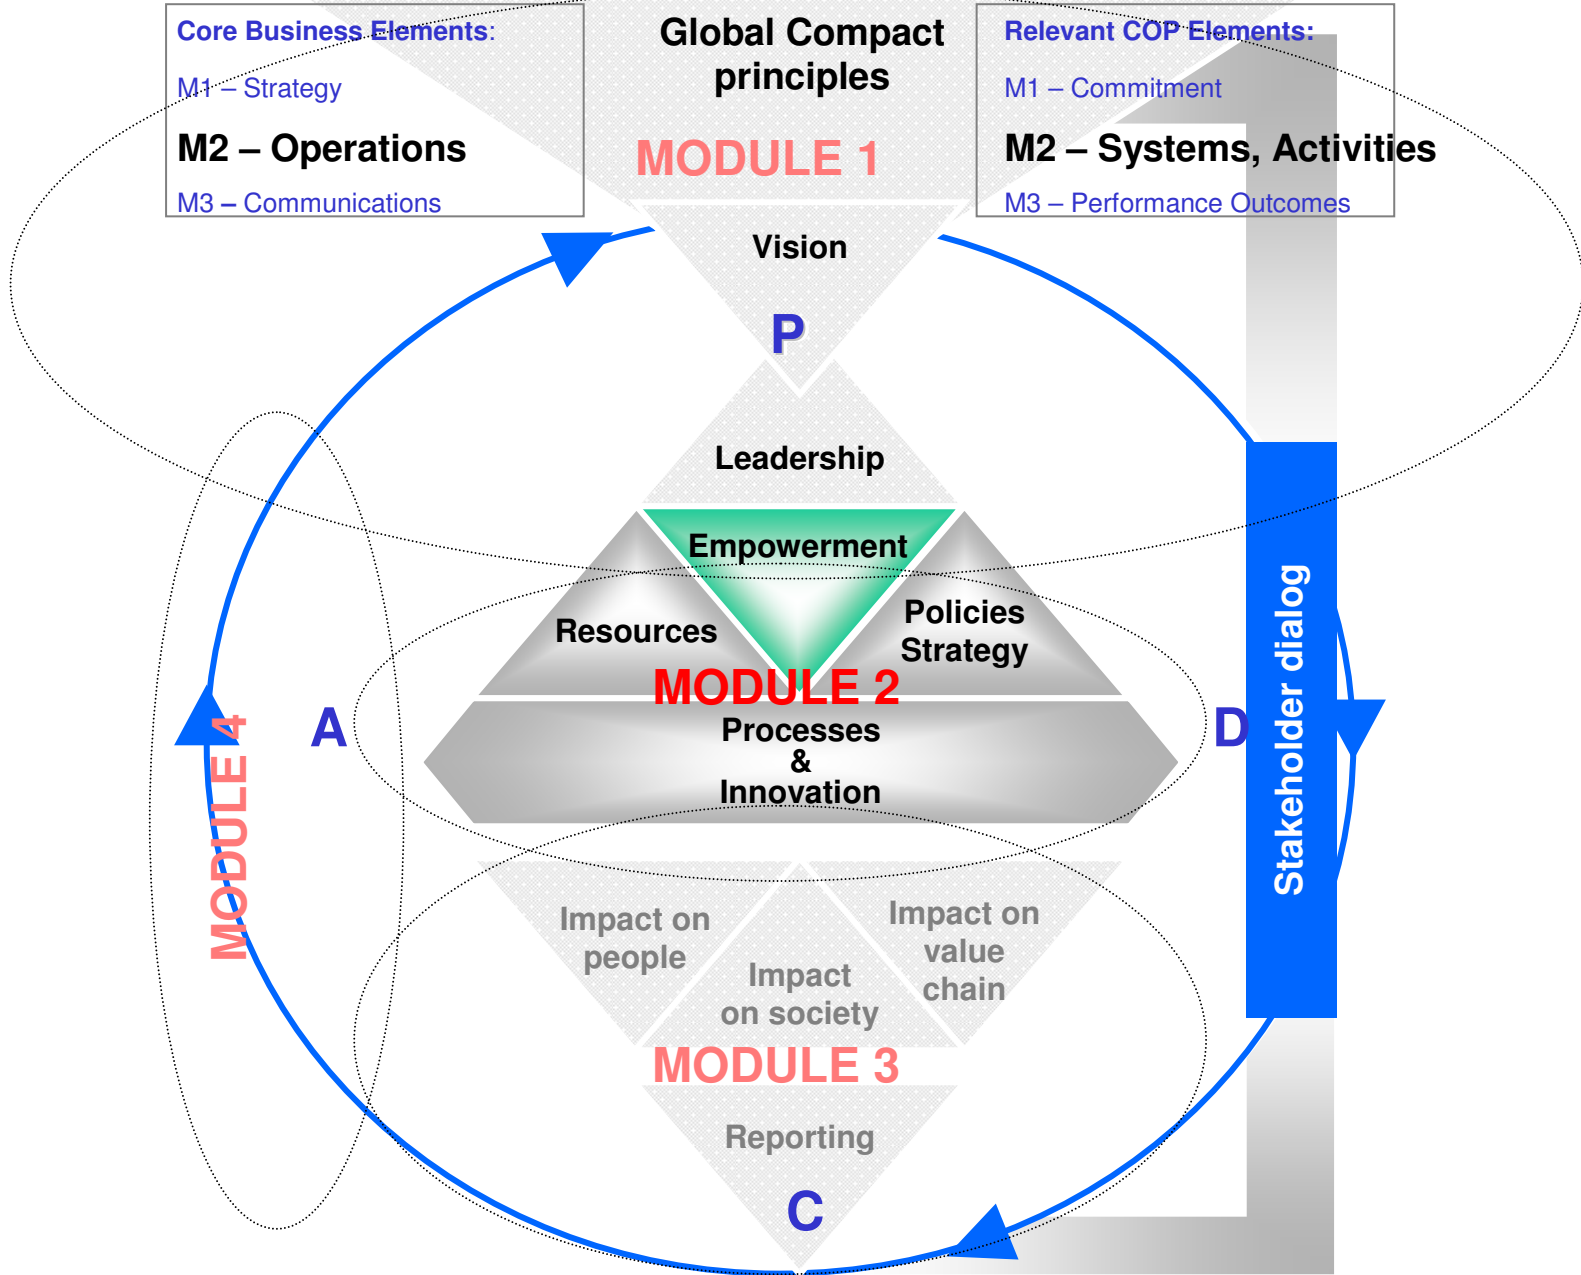 Core Business Elements:
M1 – Strategy
M2 – Operations
M3 – Communications
Global Compact
principles
MODULE 1
Relevant COP Elements:
M1 – Commitment
M2 – Systems, Activities
M3 – Performance Outcomes
Vision
P
Leadership
Empowerment
Resources
Policies
Strategy
MODULE 2
Processes
&
Innovation
A
D
Stakeholder dialog
MODULE 4
Impact on
people
Impact
on society
Impact on
value
chain
MODULE 3
Reporting
C